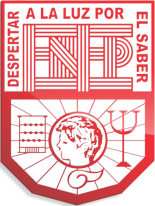 DESPERTAR
A LA LUZ POR
EL SABER
ENP